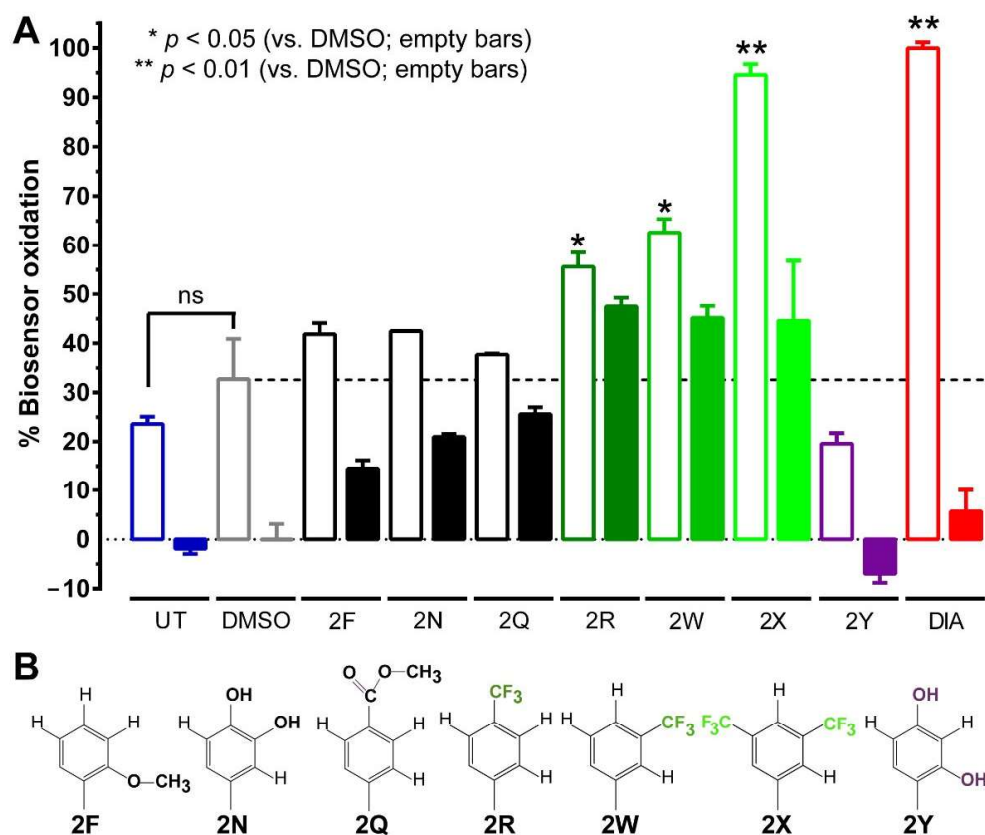 A
* p < 0.05 (vs. DMSO; empty bars)
** p < 0.01 (vs. DMSO; empty bars)
% Biosensor oxidation
100
90
80
70
60
50
40
30
20
10
0
−10
ns
*
*
**
**
UT DMSO 2F 2N 2Q 2R 2W 2X 2Y DIA
B
H H H O—CH3 2F
OH OH H H 2N
O O—CH3 C H H H H 2Q
CF3 H H H H 2R
H H CF3 H 2W
H F3C CF3 H H 2X
OH H H OH 2Y